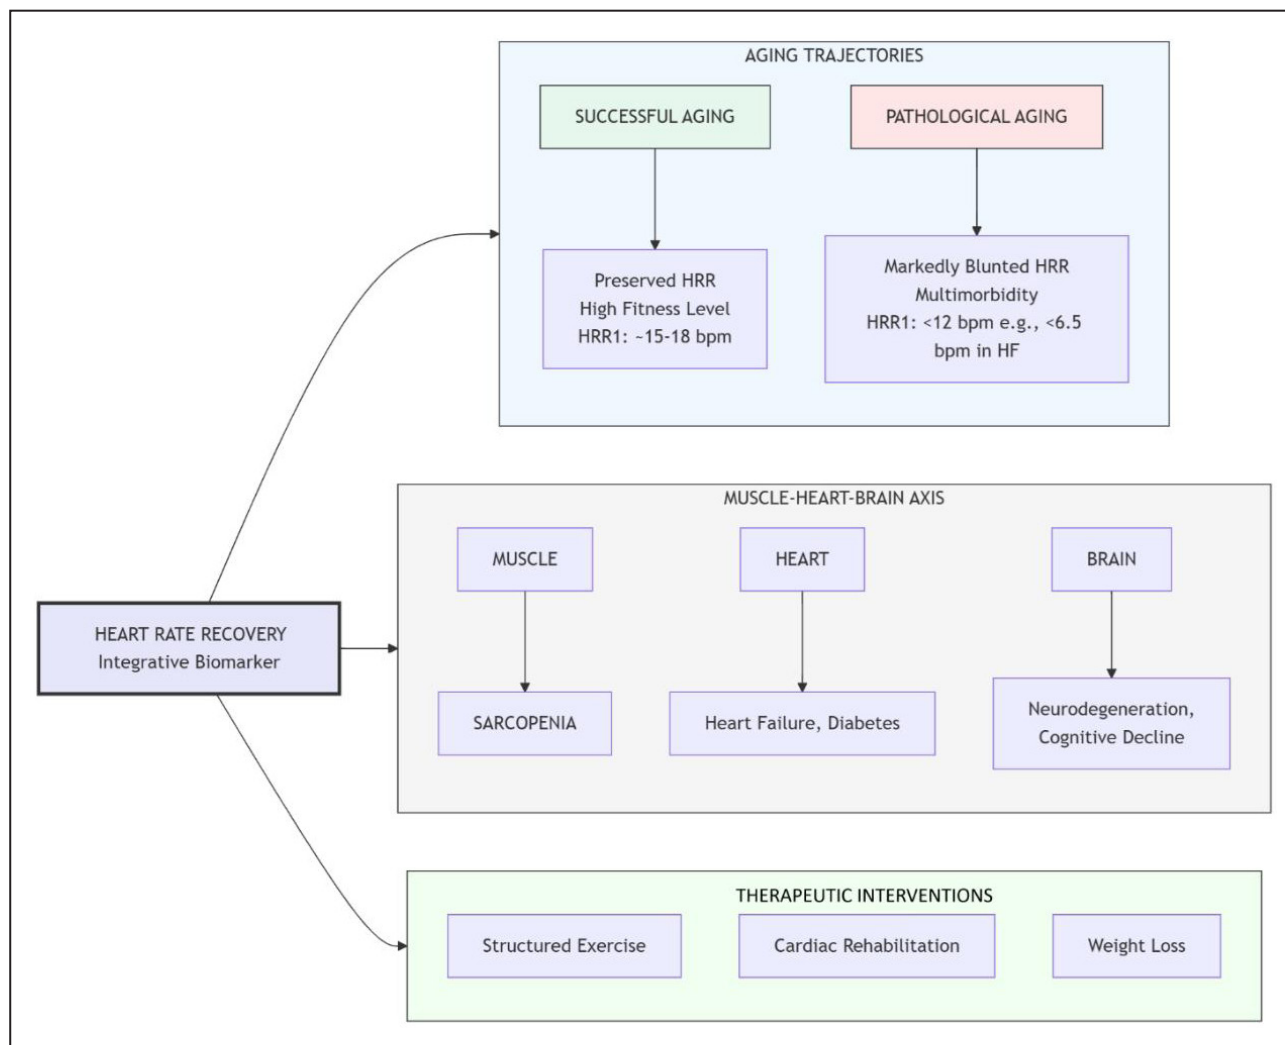 AGING TRAJECTORIES
SUCCESSFUL AGING
PATHOLOGICAL AGING
Preserved HRR
High Fitness Level
HRR1: ~15-18 bpm
Markedly Blunted HRR
Multimorbidity
HRR1: <12 bpm e.g., <6.5
bpm in HF
MUSCLE-HEART-BRAIN AXIS
MUSCLE
HEART
BRAIN
SARCOPENIA
Heart Failure, Diabetes
Neurodegeneration,
Cognitive Decline
HEART RATE RECOVERY
Integrative Biomarker
THERAPEUTIC INTERVENTIONS
Structured Exercise
Cardiac Rehabilitation
Weight Loss